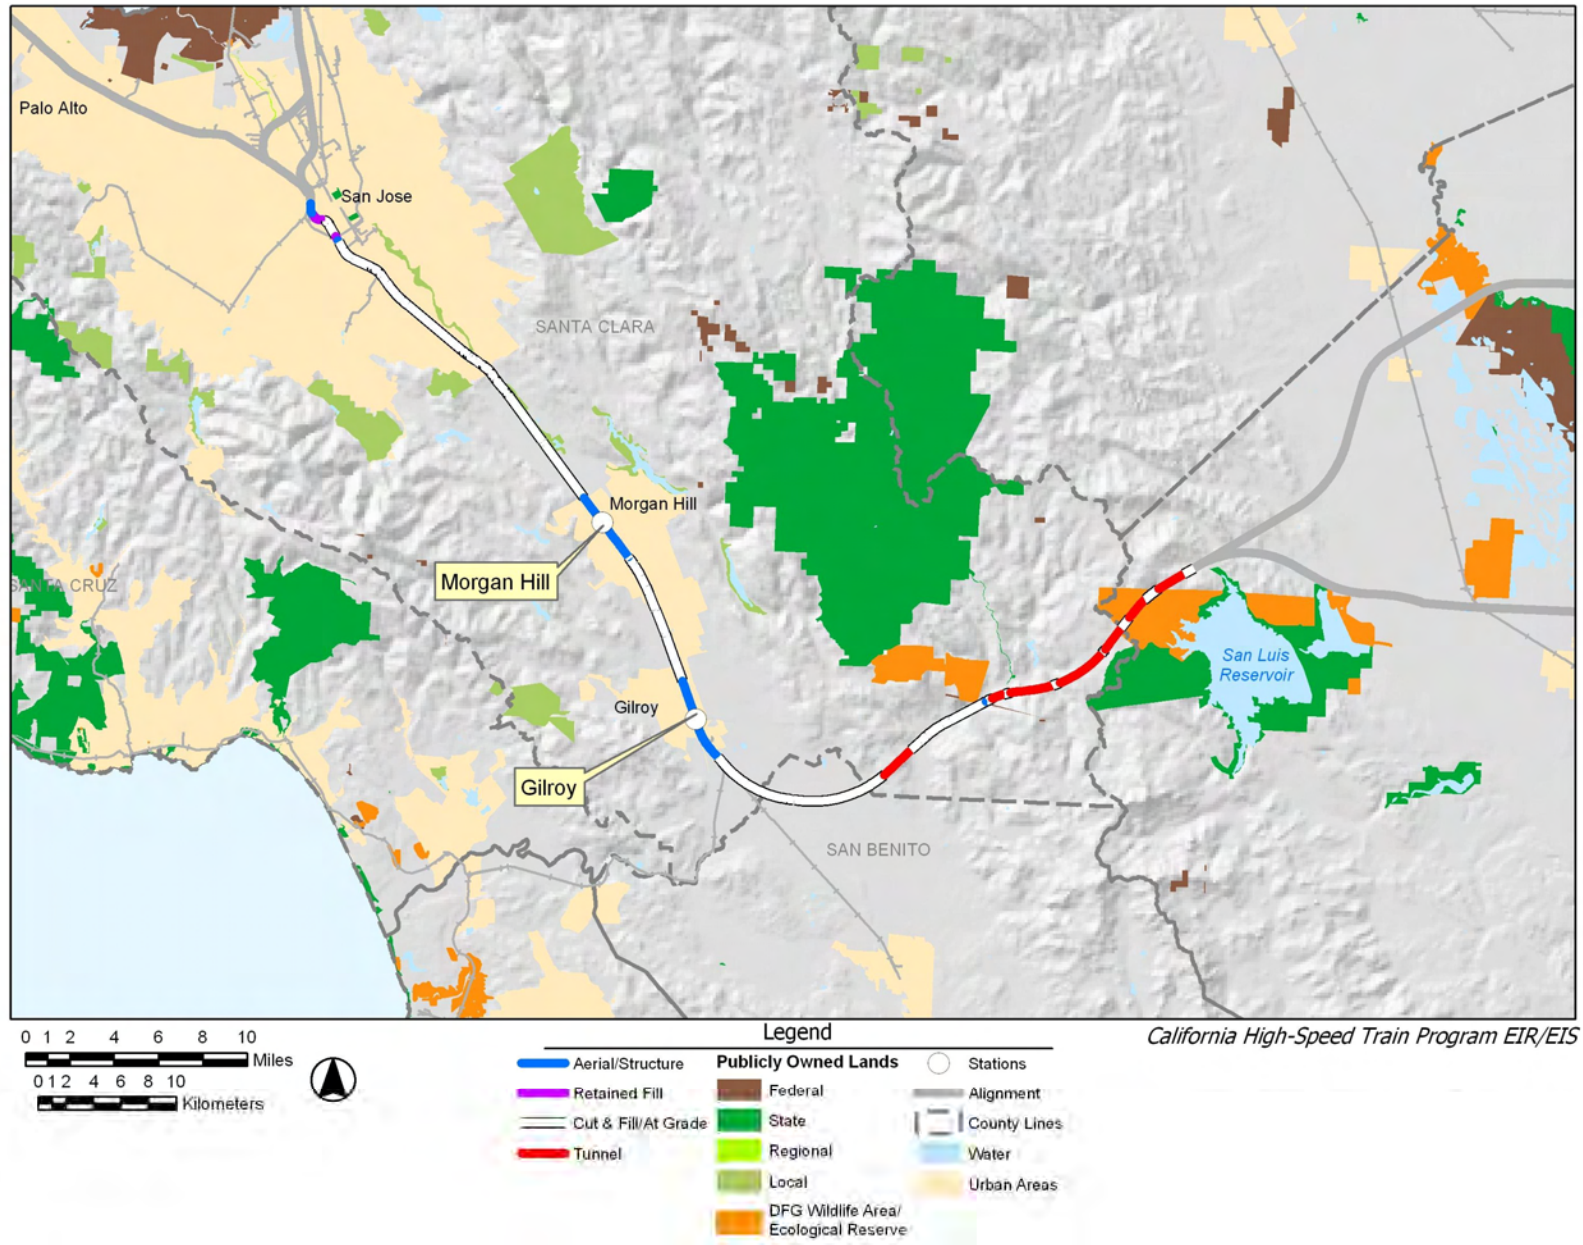 Palo Alto
San Jose
SANTA CLARA
Morgan Hill
Morgan Hill
SANTA CRUZ
San Luis
Reservoir
Gilroy
Gilroy
SAN BENITO
0 1 2 4 6 8 10
Miles
0 1 2 4 6 8 10
Kilometers
Legend
California High-Speed Train Program EIR/EIS
Aerial/Structure
Retained Fill
Cut & Fill/At Grade
Tunnel
Publicly Owned Lands
Federal
State
Regional
Local
DFG Wildlife Area/
Ecological Reserve
Stations
Alignment
County Lines
Water
Urban Areas